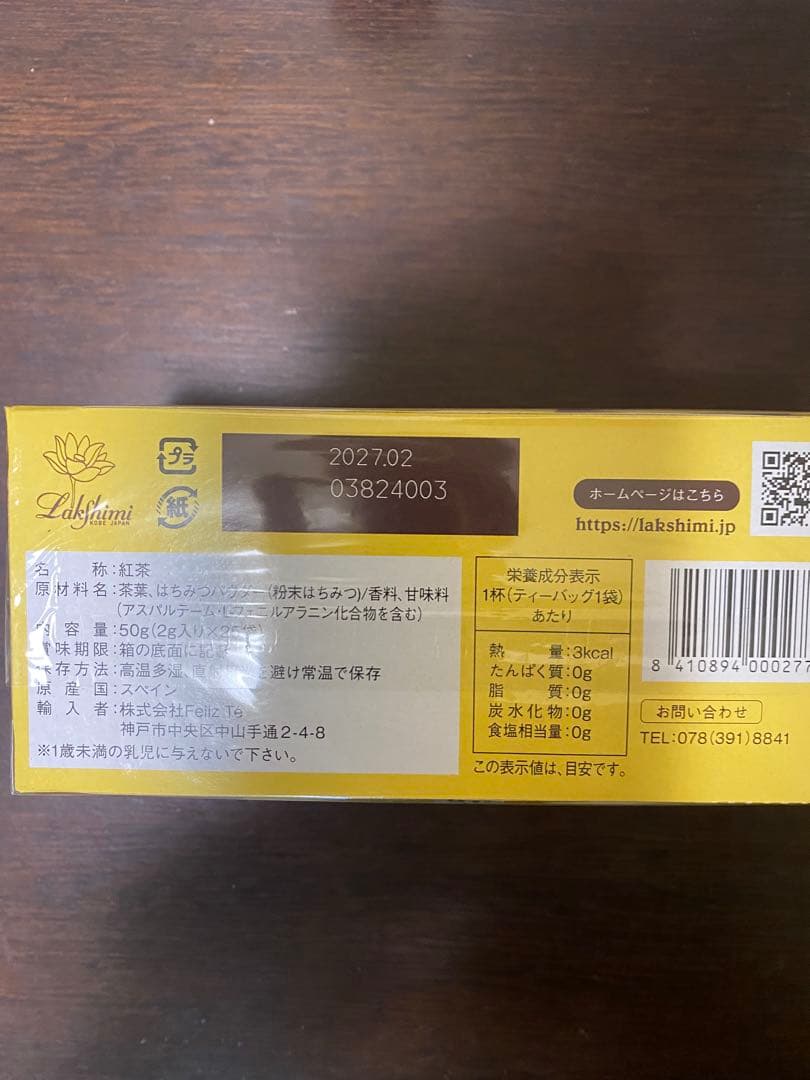 Lakshimi
KOBE JAPAN
プラ
紙
2027.02
03824003
ホームページはこちら
https://lakshimi.jp
名 称:紅茶
原材料名:茶葉、はちみつパウダー(粉末はちみつ)/香料、甘味料
(アスパルテーム・L-フェニルアラニン化合物を含む)
内容量:50g(2g入り×25袋)
賞味期限:箱の底面に記
保存方法:高温多湿、直 避け常温で保存
原産国:スペイン
輸入者:株式会社Feliz Te
神戸市中央区中山手通2-4-8
※1歳未満の乳児に与えないで下さい。
栄養成分表示
1杯(ティーバッグ1袋)
あたり
熱 量:3kcal
たんぱく質:0g
脂 質:0g
炭水化物:0g
食塩相当量:0g
この表示値は、目安です。
8 410894 000277
お問い合わせ
TEL:078(391)8841